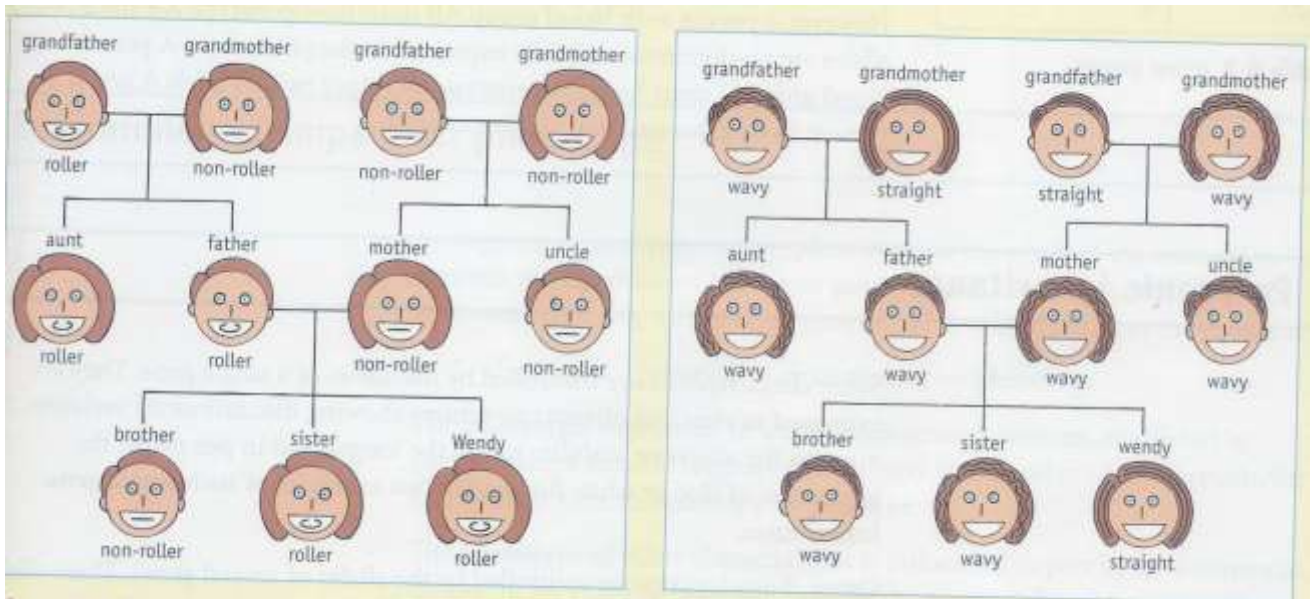 grandfather grandmother grandfather grandmother
roller non-roller non-roller non-roller
aunt father mother uncle
roller roller non-roller non-roller
brother sister Wendy
non-roller roller roller
grandfather grandmother grandfather grandmother
wavy straight straight wavy
aunt father mother uncle
wavy wavy wavy wavy
brother sister wendy
wavy wavy straight